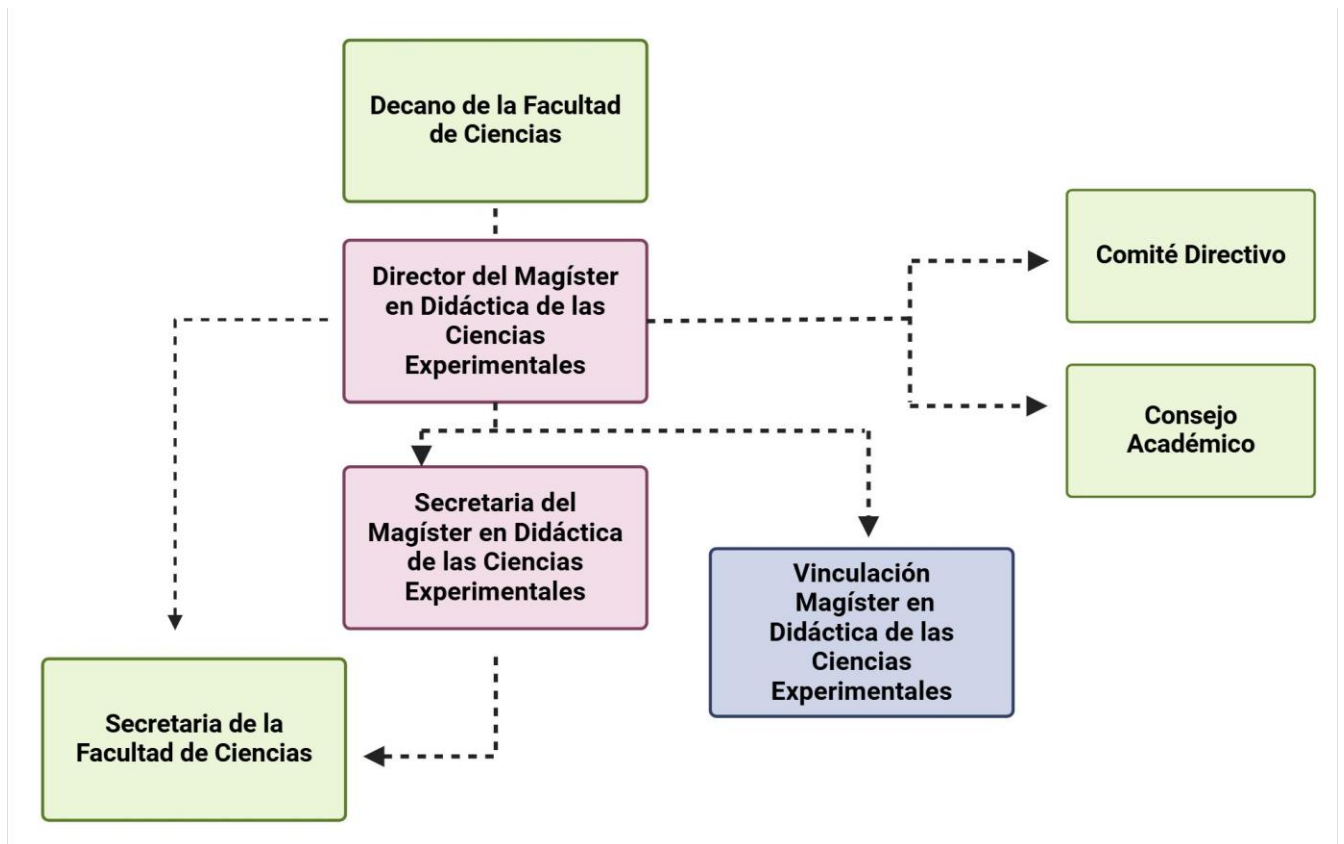 Decano de la Facultad
de Ciencias
Director del Magíster
en Didáctica de las
Ciencias
Experimentales
Comité Directivo
Consejo
Académico
Secretaria del
Magíster en Didáctica
de las Ciencias
Experimentales
Vinculación
Magíster en
Didáctica de las
Ciencias
Experimentales
Secretaria de la
Facultad de Ciencias